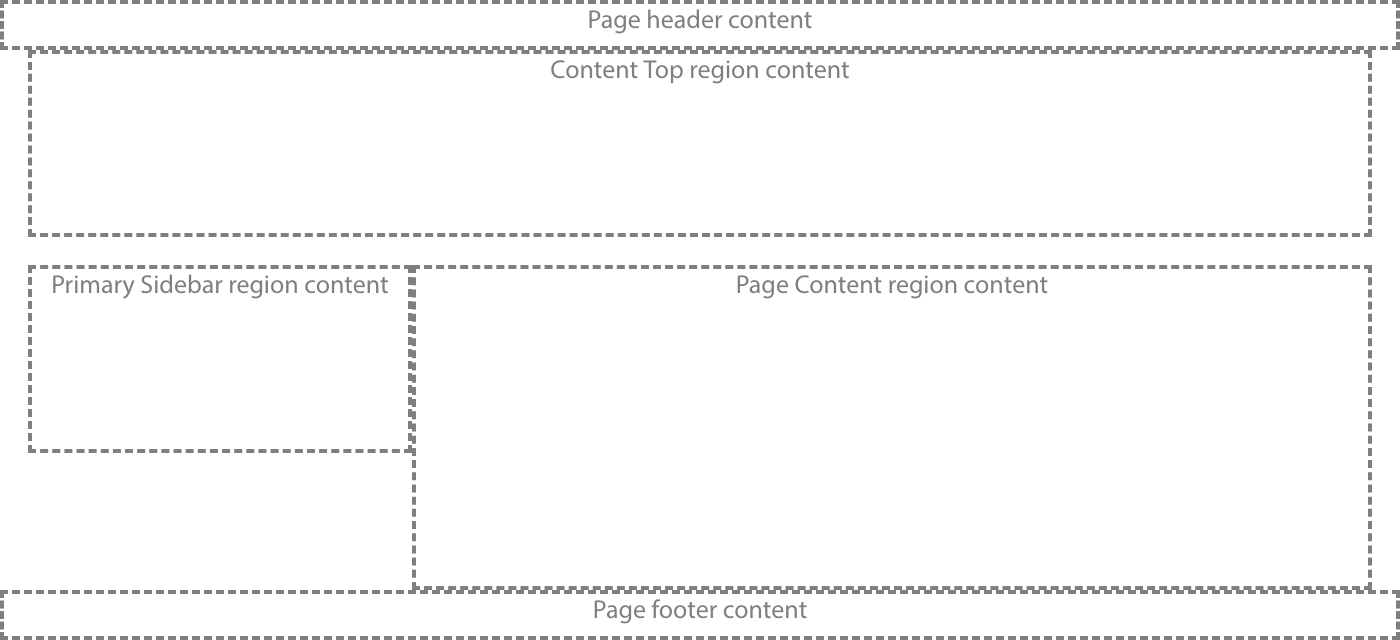 Page header content
Content Top region content
Primary Sidebar region content
Page Content region content
Page footer content